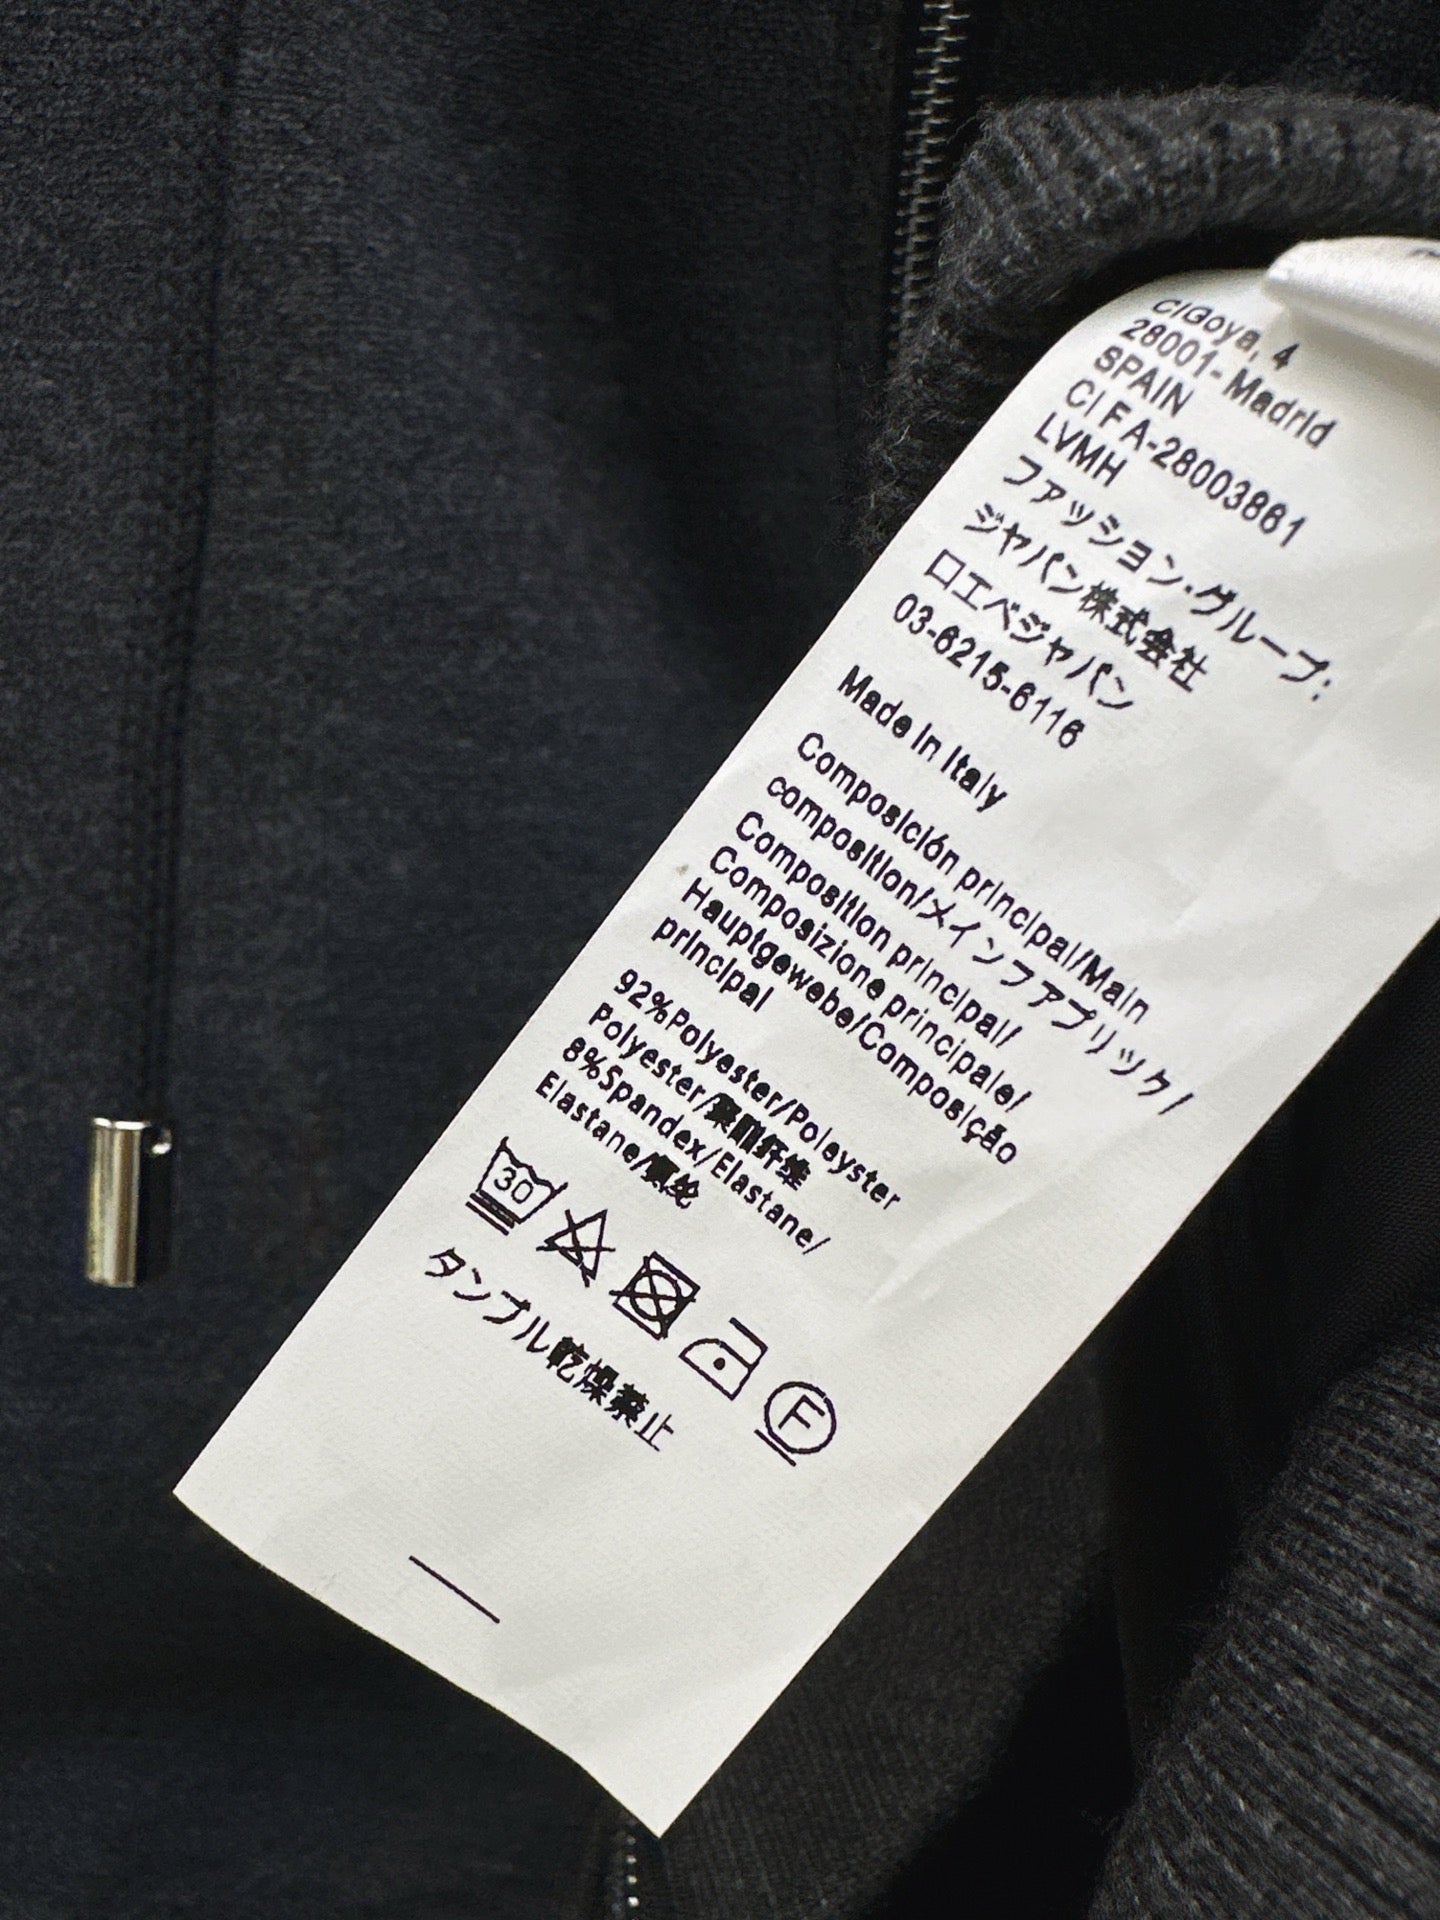 C/Goya, 4
28001- Madrid
SPAIN
CI F A-28003861
LVMH
ファッション·グループ:
ジャパン株式会社
ロエベジャパン
03-6215-6116
Made in Italy
Composición principal/Main
composition/メインファブリック/
Composition principal/
Composizione principale/
Hauptgewebe/Composição
principal
92%Polyester/Poleyster
Polyester/聚酯纤维
8%Spandex/Elastane/
Elastane/氨纶
30
F
タンブル乾燥禁止